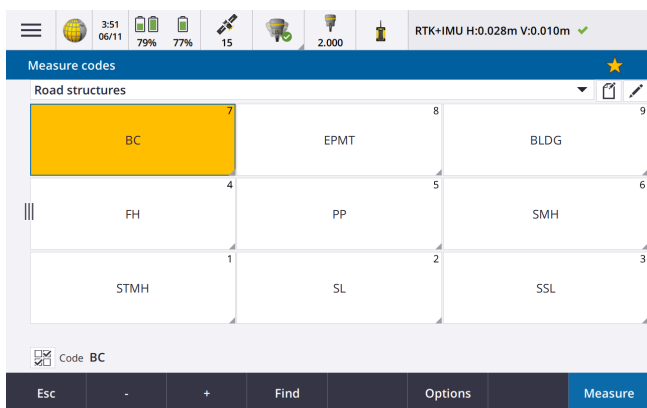 3:51
06/11
79%
77%
15
2.000
RTK+IMU H:0.028m V:0.010m
Measure codes
Road structures
7
BC
8
EPMT
9
BLDG
4
FH
5
PP
6
SMH
1
STMH
2
SL
3
SSL
Code BC
Esc - + Find Options Measure